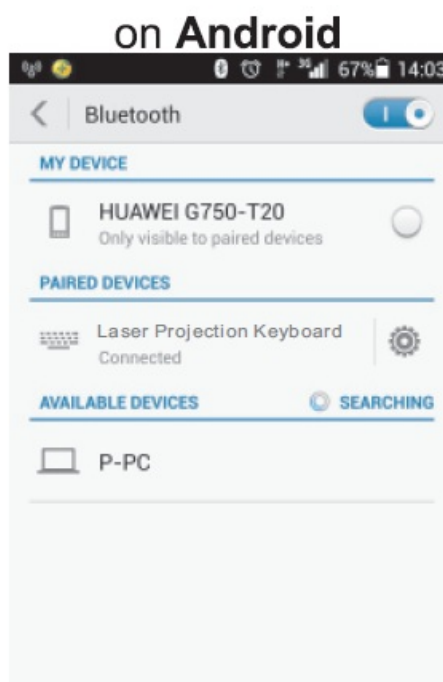 on Android
3G 67% 14:03
Bluetooth
MY DEVICE
HUAWEI G750-T20
Only visible to paired devices
PAIRED DEVICES
Laser Projection Keyboard
Connected
AVAILABLE DEVICES SEARCHING
P-PC